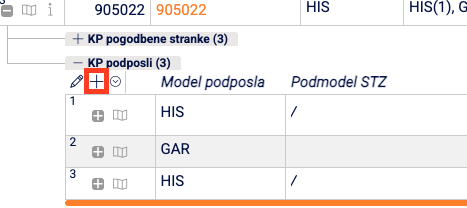 905022 905022 HIS HIS(1), G
KP pogodbene stranke (3)
KP podposli (3)
Model podposla Podmodel STZ
1 HIS /
2 GAR
3 HIS /